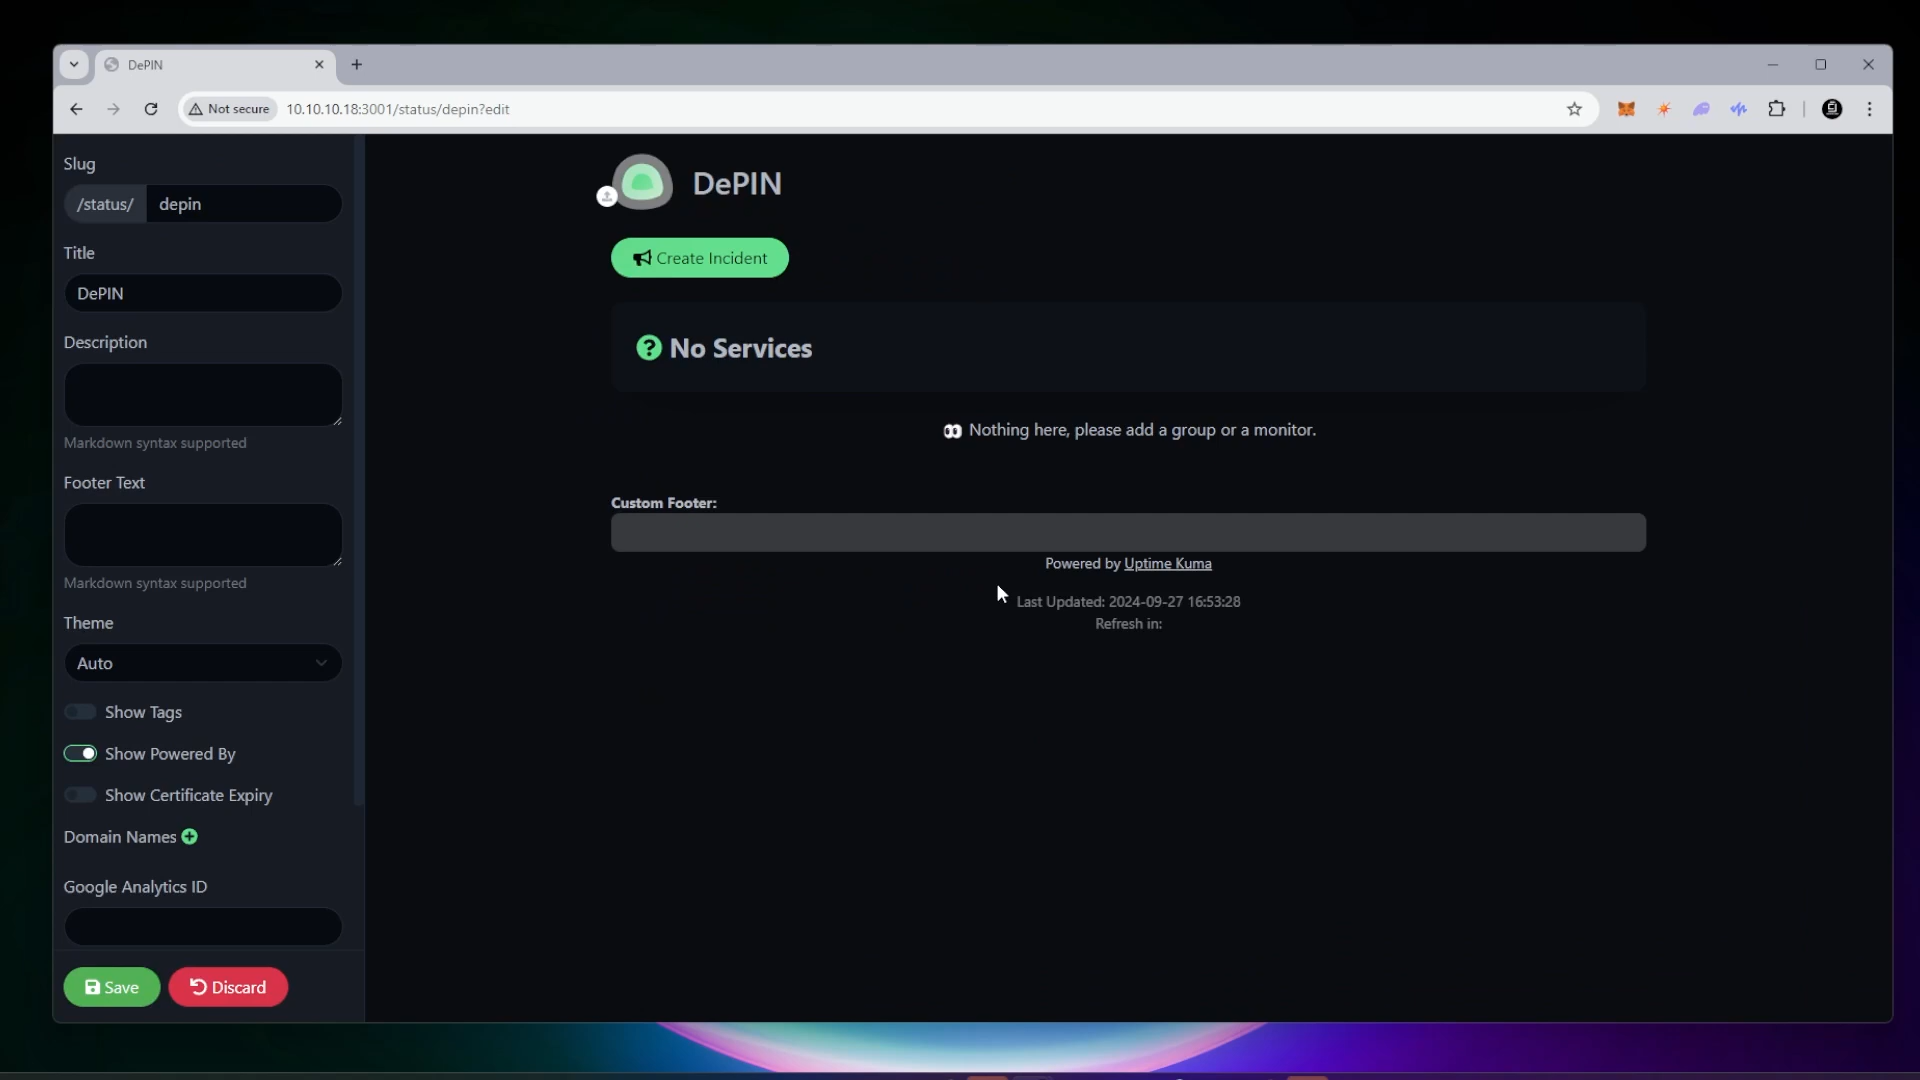 DePIN
Not secure
10.10.10.18:3001/status/depin?edit
Slug
/status/ depin
Title
DePIN
Description
Markdown syntax supported
Footer Text
Markdown syntax supported
Theme
Auto
Show Tags
Show Powered By
Show Certificate Expiry
Domain Names
Google Analytics ID
Save
Discard
DePIN
Create Incident
No Services
👀 Nothing here, please add a group or a monitor.
Custom Footer:
Powered by Uptime Kuma
Last Updated: 2024-09-27 16:53:28
Refresh in: